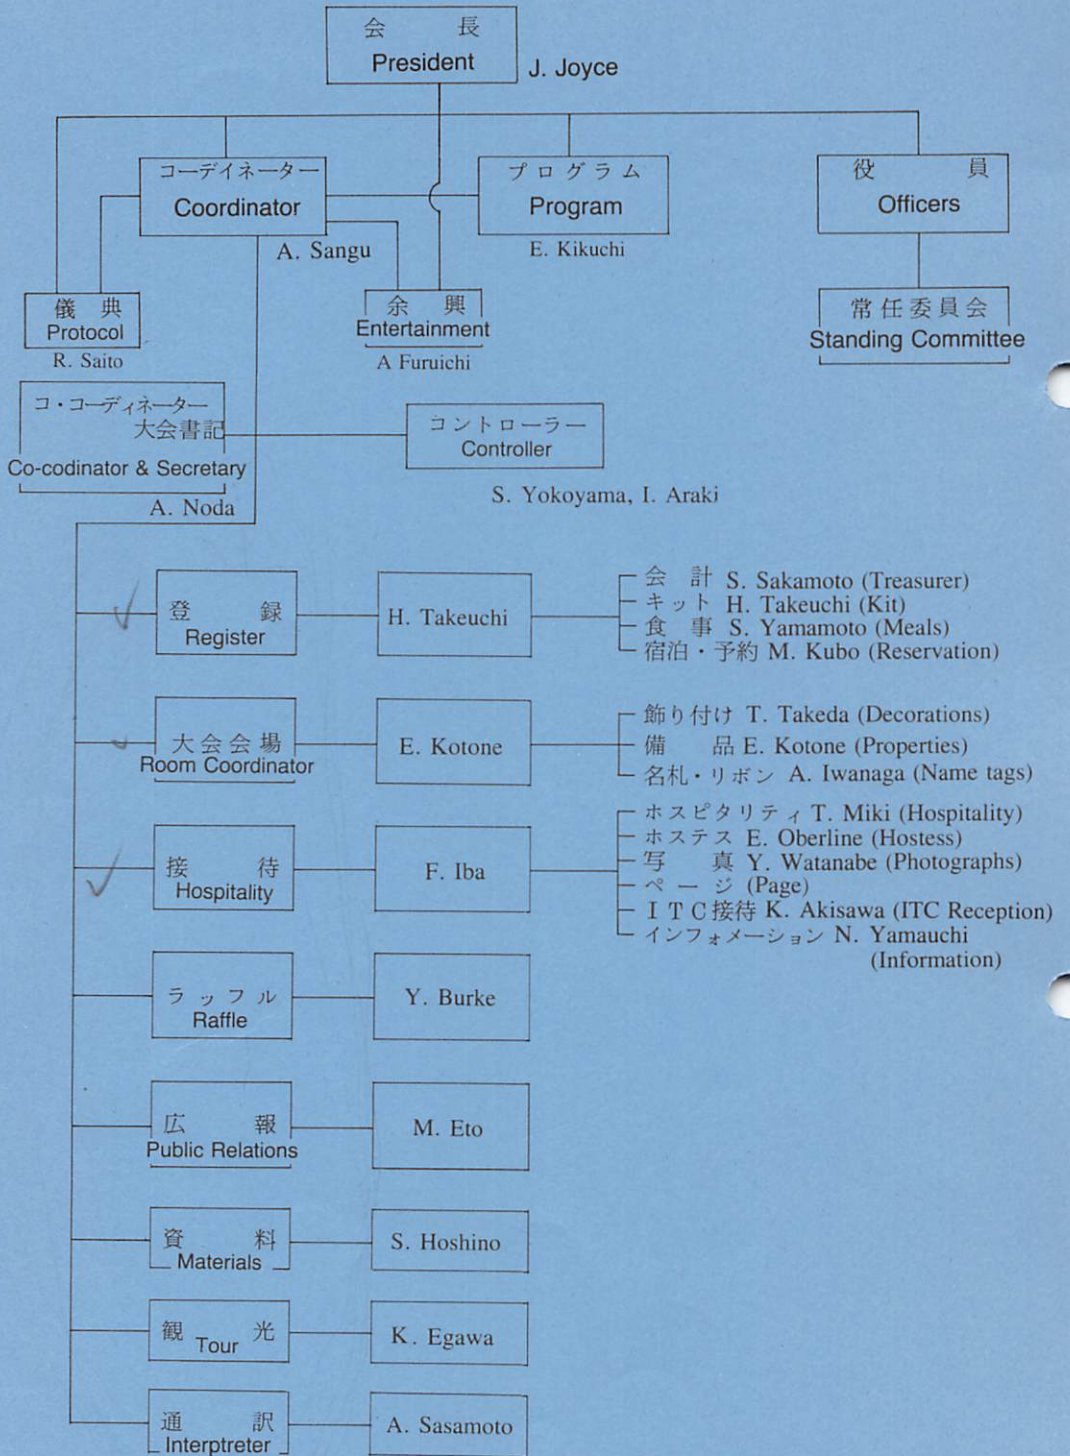 会 長
President
J. Joyce
コーデイネーター
Coordinator
A. Sangu
プログラム
Program
E. Kikuchi
役 員
Officers
儀 典
Protocol
R. Saito
余 興
Entertainment
A Furuichi
常任委員会
Standing Committee
コ・コーディネーター
大会書記
Co-codinator & Secretary
A. Noda
コントローラー
Controller
S. Yokoyama, I. Araki
登 録
Register
H. Takeuchi
会 計 S. Sakamoto (Treasurer)
キット H. Takeuchi (Kit)
食 事 S. Yamamoto (Meals)
宿泊・予約 M. Kubo (Reservation)
大会会場
Room Coordinator
E. Kotone
飾り付け T. Takeda (Decorations)
備 品 E. Kotone (Properties)
名札・リボン A. Iwanaga (Name tags)
接 待
Hospitality
F. Iba
ホスピタリティ T. Miki (Hospitality)
ホステス E. Oberline (Hostess)
写 真 Y. Watanabe (Photographs)
ページ (Page)
ITC接待 K. Akisawa (ITC Reception)
インフォメーション N. Yamauchi
(Information)
ラッフル
Raffle
Y. Burke
広 報
Public Relations
M. Eto
資 料
Materials
S. Hoshino
観 光
Tour
K. Egawa
通 訳
Interptreter
A. Sasamoto